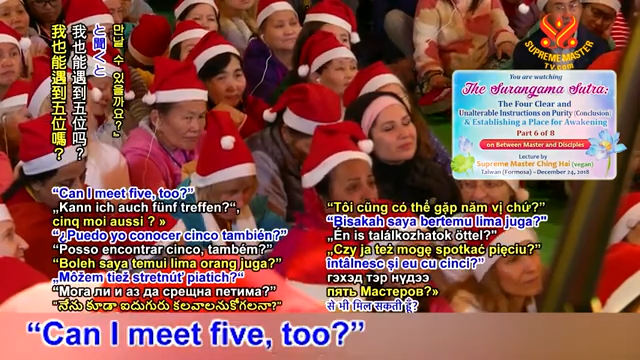 SUPREME MASTER
TV.com
You are watching
The Surangama Sutra:
The Four Clear and
Unalterable Instructions on Purity (Conclusion)
& Establishing a Place for Awakening
Part 6 of 8
on Between Master and Disciples
Lecture by
Supreme Master Ching Hai (vegan)
Taiwan (Formosa) ~ December 24, 2018
我也能遇到五位嗎？
我也能遇到五位吗？
と聞くと
만날 수 있을까요?』
“Can I meet five, too?”
„Kann ich auch fünf treffen?“,
cinq moi aussi ? »
“¿Puedo yo conocer cinco también?”
“Posso encontrar cinco, também?”
“Boleh saya temui lima orang juga?”
„Môžem tiež stretnúť piatich?“
“Мога ли и аз да срещна петима?”
"నేను కూడా ఐదుగురు కలవాలనుకోగలనా?"
“Tôi cũng có thể gặp năm vị chứ?”
“Bisakah saya bertemu lima juga?"
„Én is találkozhatok öttel?”
„Czy ja też mogę spotkać pięciu?”
întâlnesc și eu cu cinci?”
гэхэд тэр нүдээ
пять Мастеров?»
से भी मिल सकती हूँ?
“Can I meet five, too?”